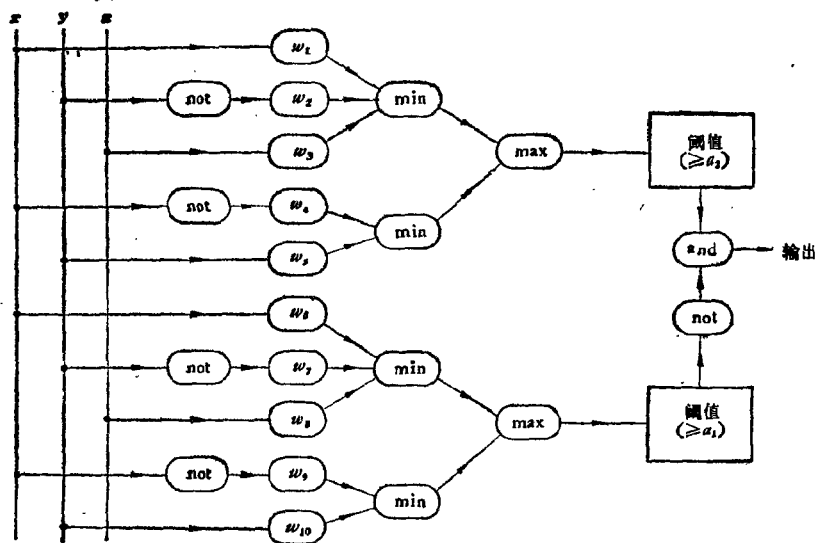 x y z
w₁
not w₂ min
w₃
max 阈值
(≥a₂)
not w₄
min
w₅
and 输出
w₆
not
not w₇ min
w₈
max 阈值
(≥a₁)
not w₉
min
w₁₀